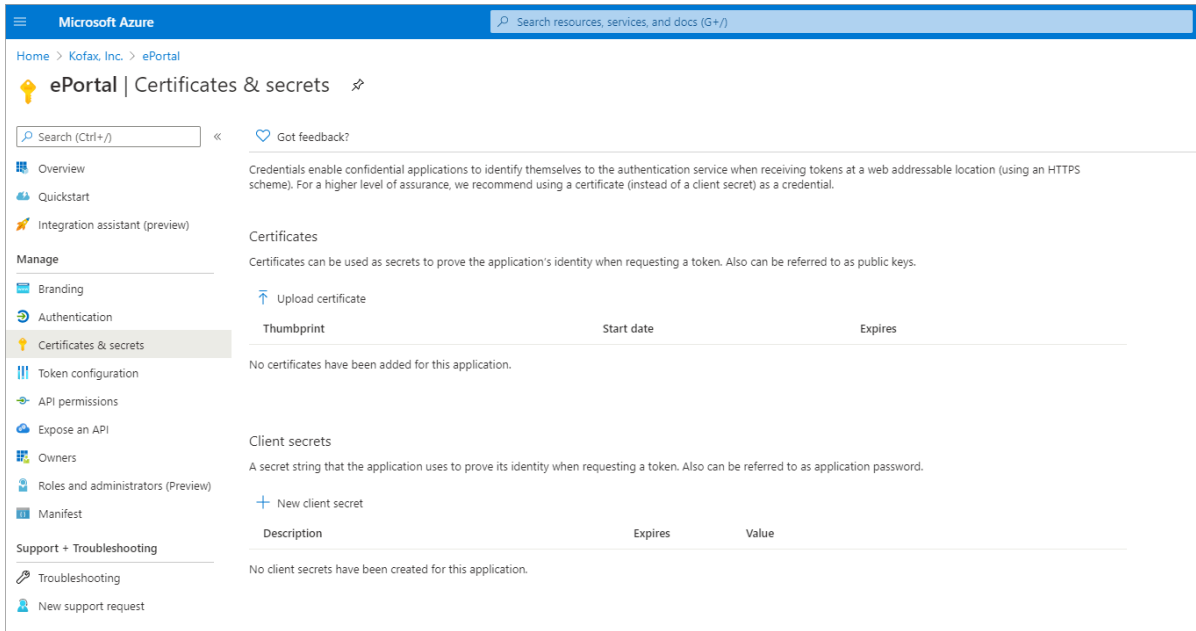 Microsoft Azure
Search resources, services, and docs (G+/)
Home > Kofax, Inc. > ePortal
ePortal | Certificates & secrets
Search (Ctrl+/)
«
Overview
Quickstart
Integration assistant (preview)
Manage
Branding
Authentication
Certificates & secrets
Token configuration
API permissions
Expose an API
Owners
Roles and administrators (Preview)
Manifest
Support + Troubleshooting
Troubleshooting
New support request
Got feedback?
Credentials enable confidential applications to identify themselves to the authentication service when receiving tokens at a web addressable location (using an HTTPS
scheme). For a higher level of assurance, we recommend using a certificate (instead of a client secret) as a credential.
Certificates
Certificates can be used as secrets to prove the application's identity when requesting a token. Also can be referred to as public keys.
Upload certificate
Thumbprint Start date Expires
No certificates have been added for this application.
Client secrets
A secret string that the application uses to prove its identity when requesting a token. Also can be referred to as application password.
New client secret
Description Expires Value
No client secrets have been created for this application.